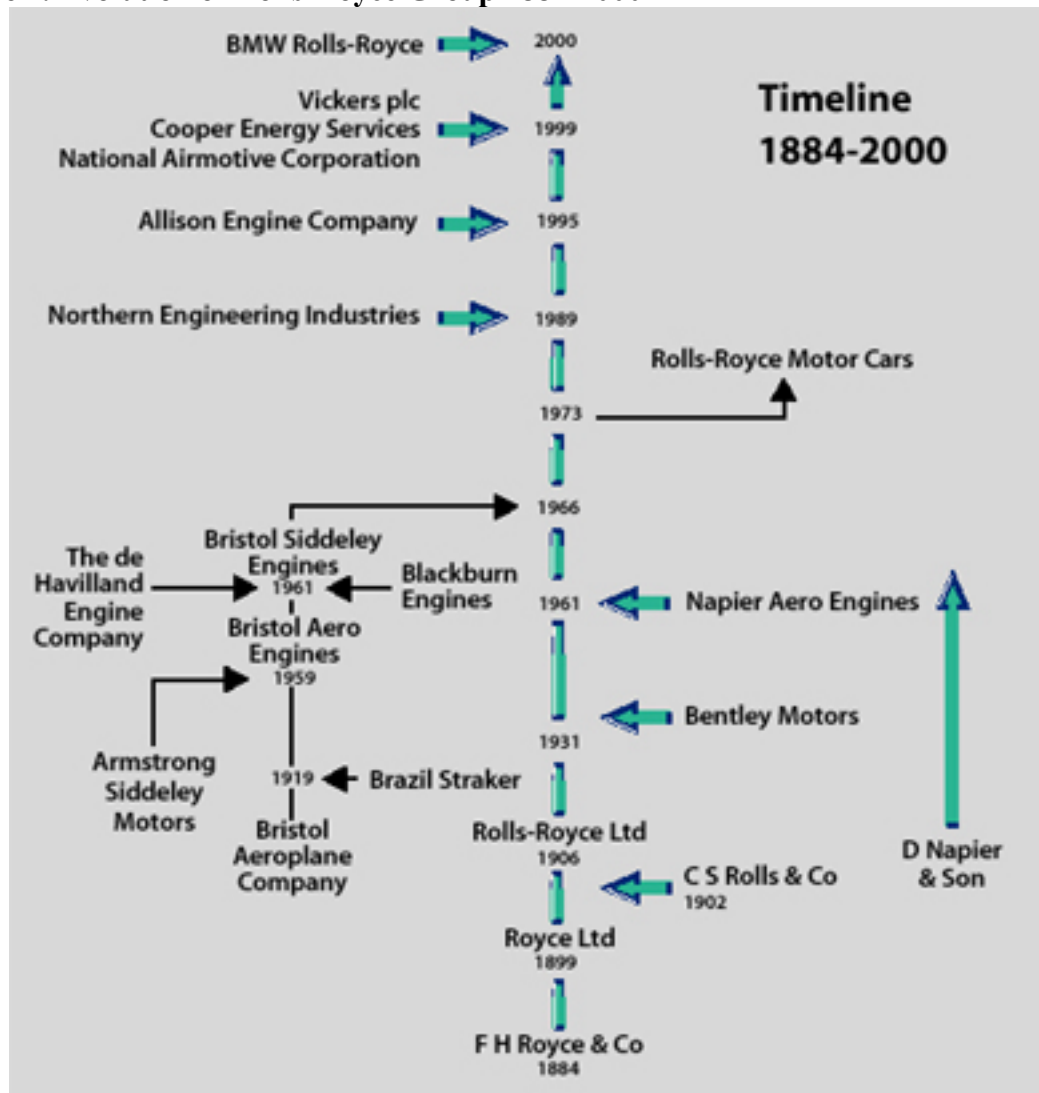 BMW Rolls-Royce
2000
Timeline
1884-2000
Vickers plc
Cooper Energy Services
National Airmotive Corporation
1999
Allison Engine Company
1995
Northern Engineering Industries
1989
Rolls-Royce Motor Cars
1973
1966
Bristol Siddeley
Engines
1961
The de
Havilland
Engine
Company
Blackburn
Engines
1961
Napier Aero Engines
Bristol Aero
Engines
1959
Bentley Motors
1931
Armstrong
Siddeley
Motors
1919
Brazil Straker
Bristol
Aeroplane
Company
Rolls-Royce Ltd
1906
D Napier
& Son
C S Rolls & Co
1902
Royce Ltd
1899
F H Royce & Co
1884